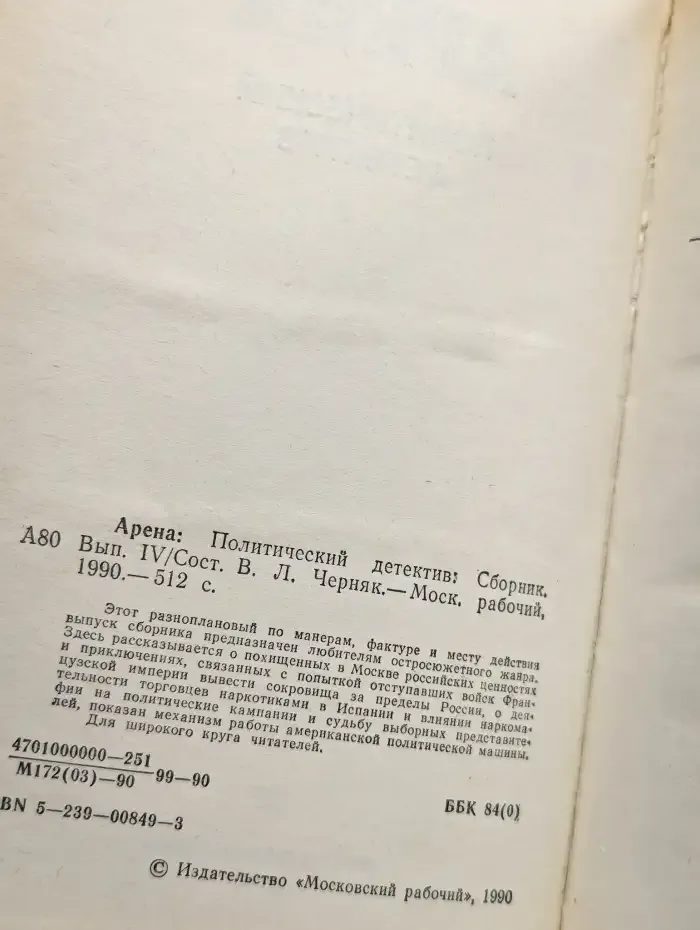 Арена: Политический детектив: Сборник.
А80 Вып. IV/Сост. В. Л. Черняк.— Моск. рабочий,
1990.— 512 с.
Этот разноплановый по манерам, фактуре и месту действия
выпуск сборника предназначен любителям остросюжетного жанра.
Здесь рассказывается о похищенных в Москве российских ценностях
и приключениях, связанных с попыткой отступавших войск Фран-
цузской империи вывести сокровища за пределы России, о дея-
тельности торговцев наркотиками в Испании и влиянии наркома-
фии на политические кампании и судьбу выборных представите-
лей, показан механизм работы американской политической машины.
Для широкого круга читателей.
4701000000—251
М172(03)—90
99—90
ББК 84(0)
BN 5—239—00849—3
© Издательство «Московский рабочий», 1990